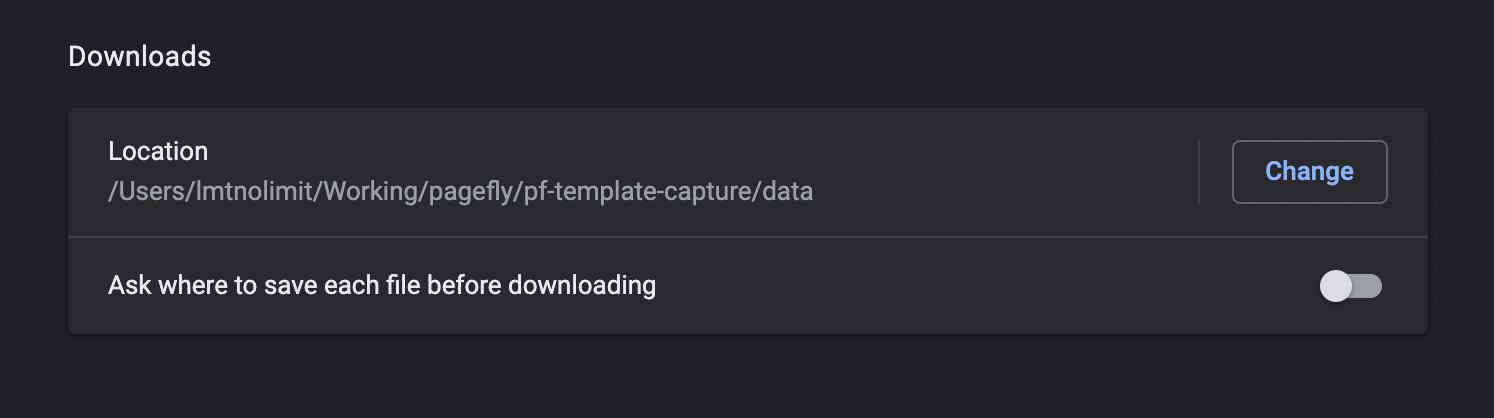 Downloads
Location
/Users/lmtnolimit/Working/pagefly/pf-template-capture/data
Change
Ask where to save each file before downloading